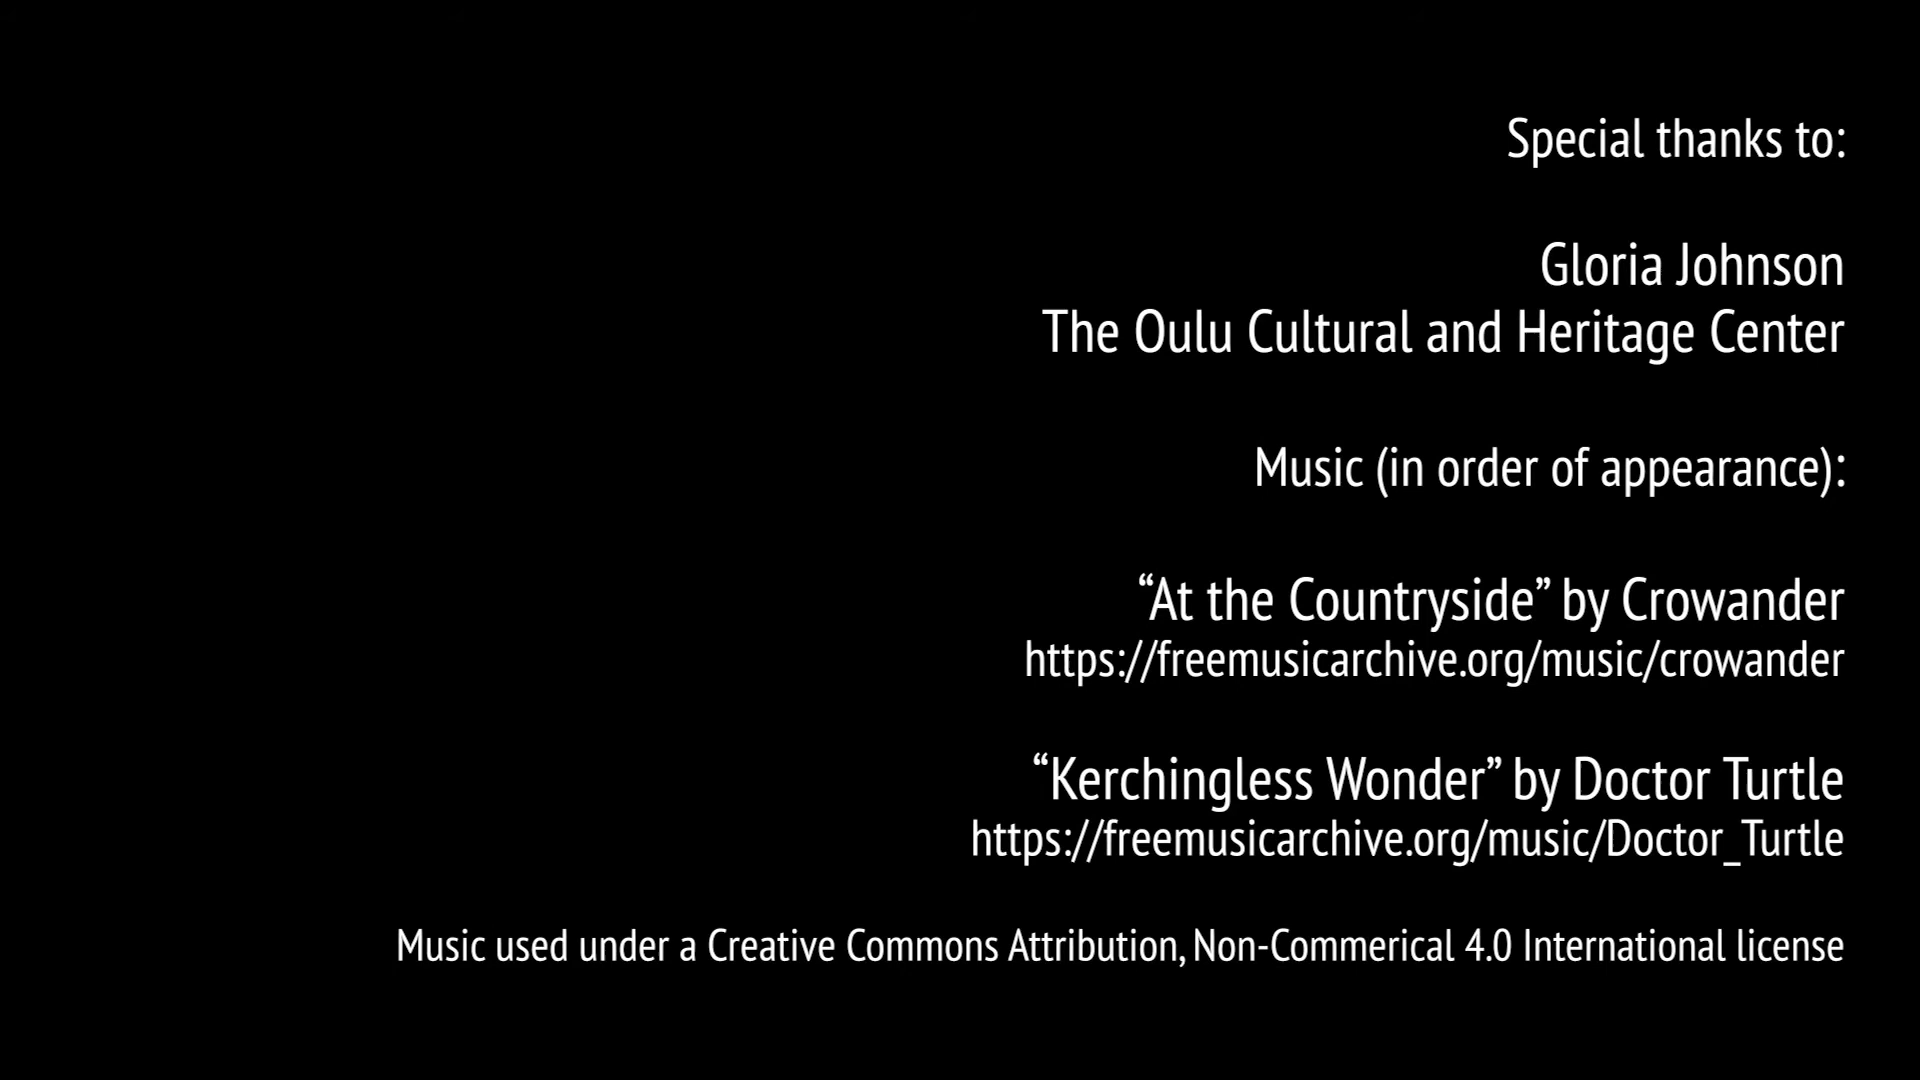 Special thanks to:
Gloria Johnson
The Oulu Cultural and Heritage Center
Music (in order of appearance):
“At the Countryside” by Crowander
https://freemusicarchive.org/music/crowander
“Kerchingless Wonder” by Doctor Turtle
https://freemusicarchive.org/music/Doctor_Turtle
Music used under a Creative Commons Attribution, Non-Commerical 4.0 International license